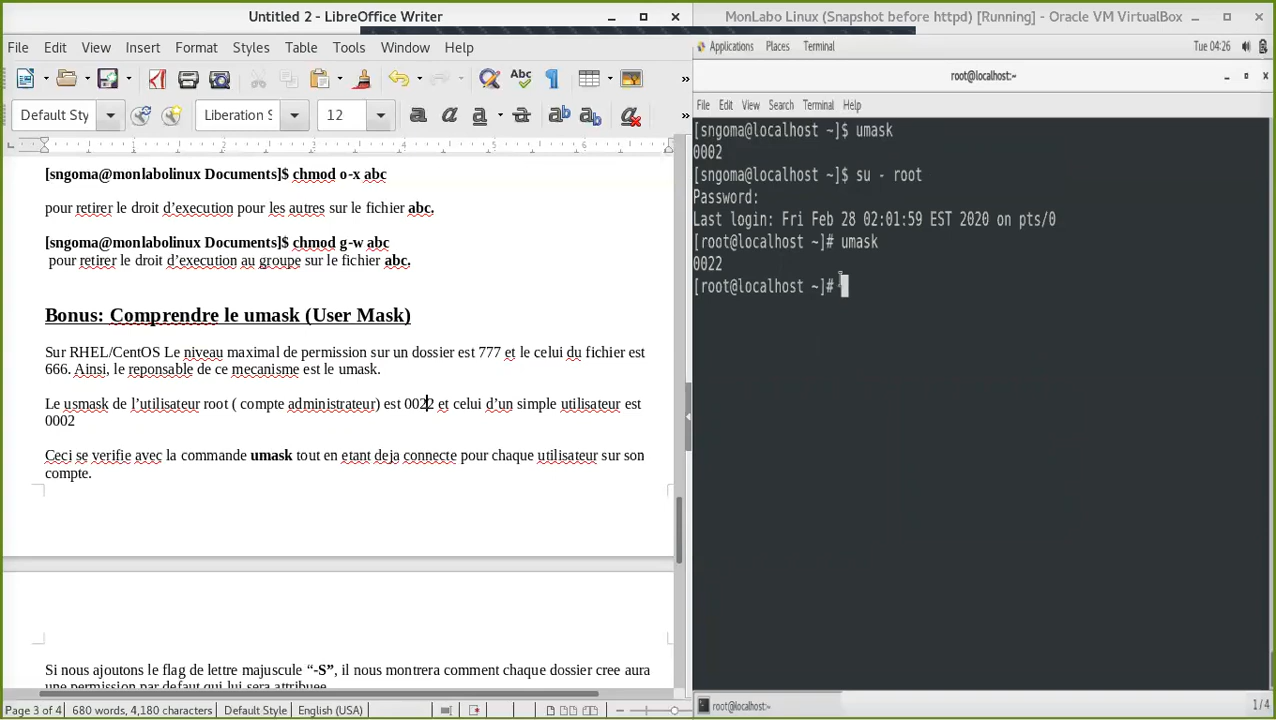 Untitled 2 - LibreOffice Writer
File Edit View Insert Format Styles Table Tools Window Help
Default Sty
Liberation S
12
[sngoma@monlabolinux Documents]$ chmod o-x abc
pour retirer le droit d'execution pour les autres sur le fichier abc.
[sngoma@monlabolinux Documents]$ chmod g-w abc
pour retirer le droit d'execution au groupe sur le fichier abc.
Bonus: Comprendre le umask (User Mask)
Sur RHEL/CentOS Le niveau maximal de permission sur un dossier est 777 et le celui du fichier est
666. Ainsi, le reponsable de ce mecanisme est le umask.
Le usmask de l'utilisateur root ( compte administrateur) est 0022 et celui d'un simple utilisateur est
0002
Ceci se verifie avec la commande umask tout en etant deja connecte pour chaque utilisateur sur son
compte.
Si nous ajoutons le flag de lettre majuscule “-S”, il nous montrera comment chaque dossier cree aura
une permission par defaut qui lui sera attribuee
Page 3 of 4
680 words, 4,180 characters
Default Style
English (USA)
MonLabo Linux (Snapshot before httpd) [Running] - Oracle VM VirtualBox
Applications Places Terminal
Tue 04:26
root@localhost:~
File Edit View Search Terminal Help
[sngoma@localhost ~]$ umask
0002
[sngoma@localhost ~]$ su - root
Password:
Last login: Fri Feb 28 02:01:59 EST 2020 on pts/0
[root@localhost ~]# umask
0022
[root@localhost ~]#
root@localhost:~
1/4